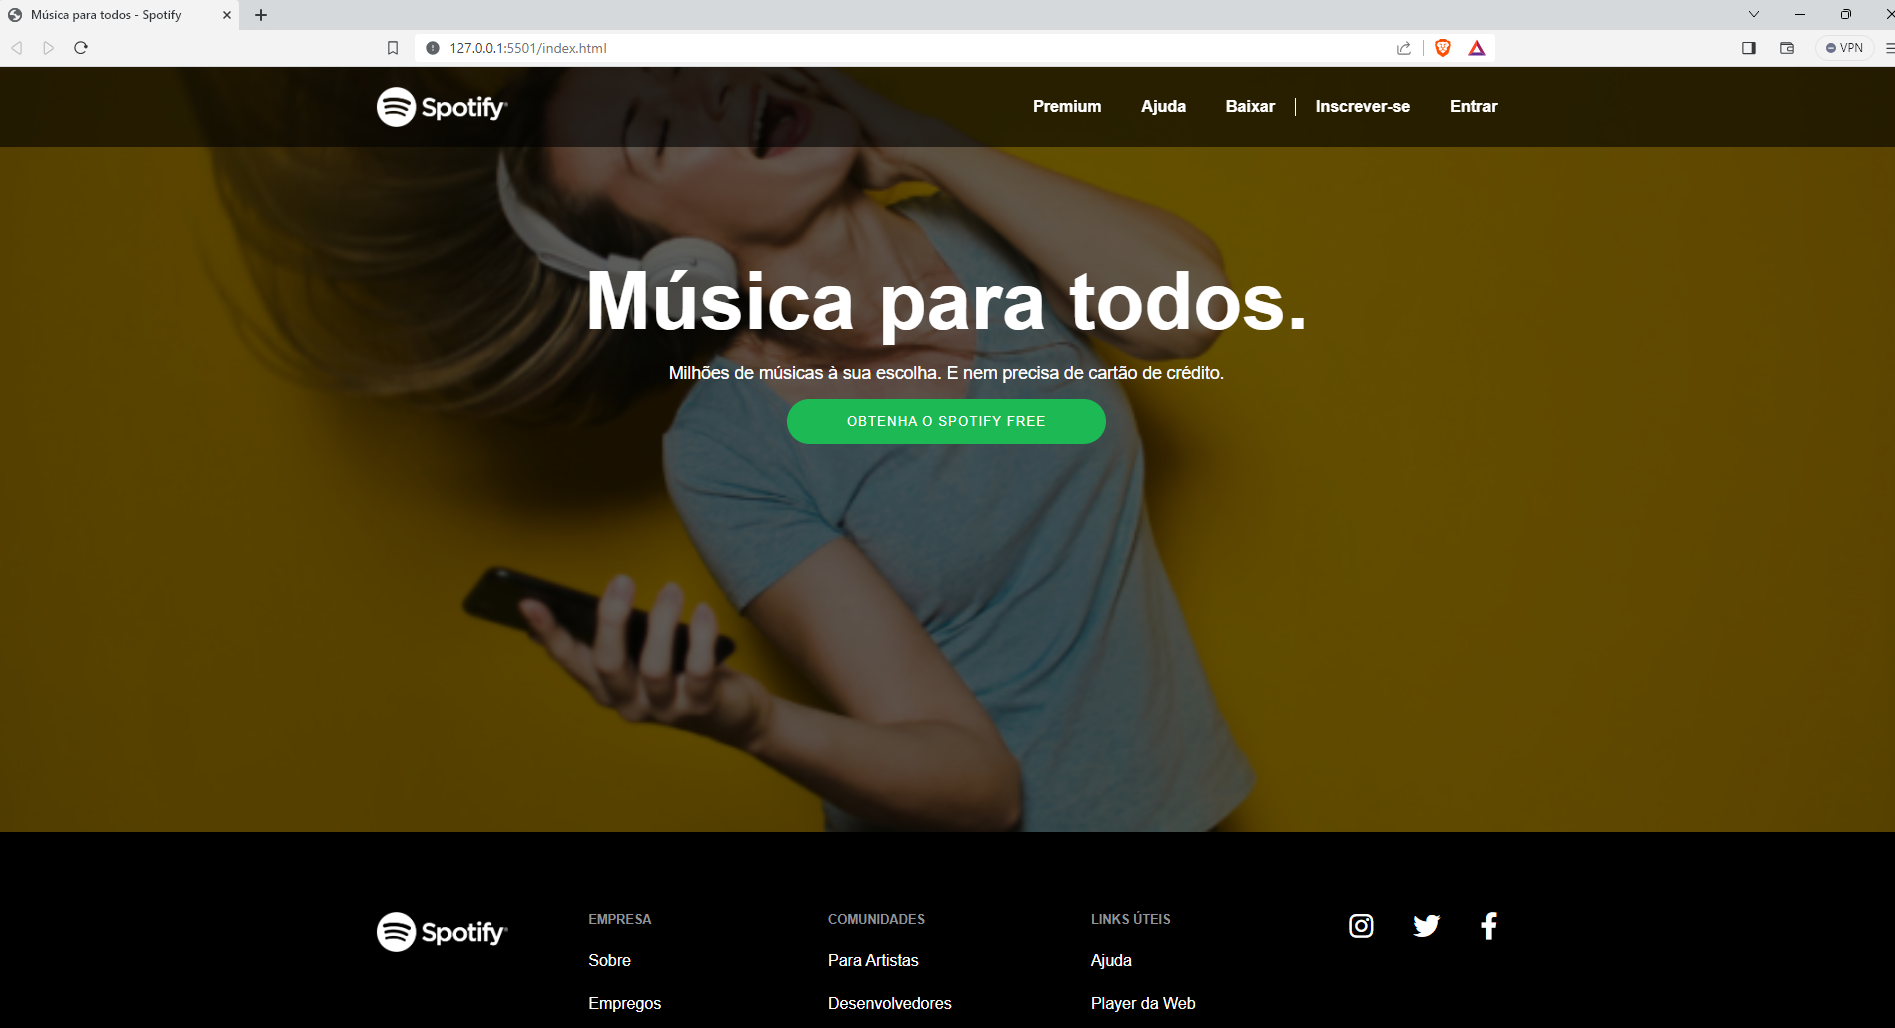 Música para todos - Spotify
127.0.0.1:5501/index.html
VPN
Spotify
Premium
Ajuda
Baixar
Inscrever-se
Entrar
Música para todos.
Milhões de músicas à sua escolha. E nem precisa de cartão de crédito.
OBTENHA O SPOTIFY FREE
Spotify
EMPRESA
Sobre
Empregos
COMUNIDADES
Para Artistas
Desenvolvedores
LINKS ÚTEIS
Ajuda
Player da Web